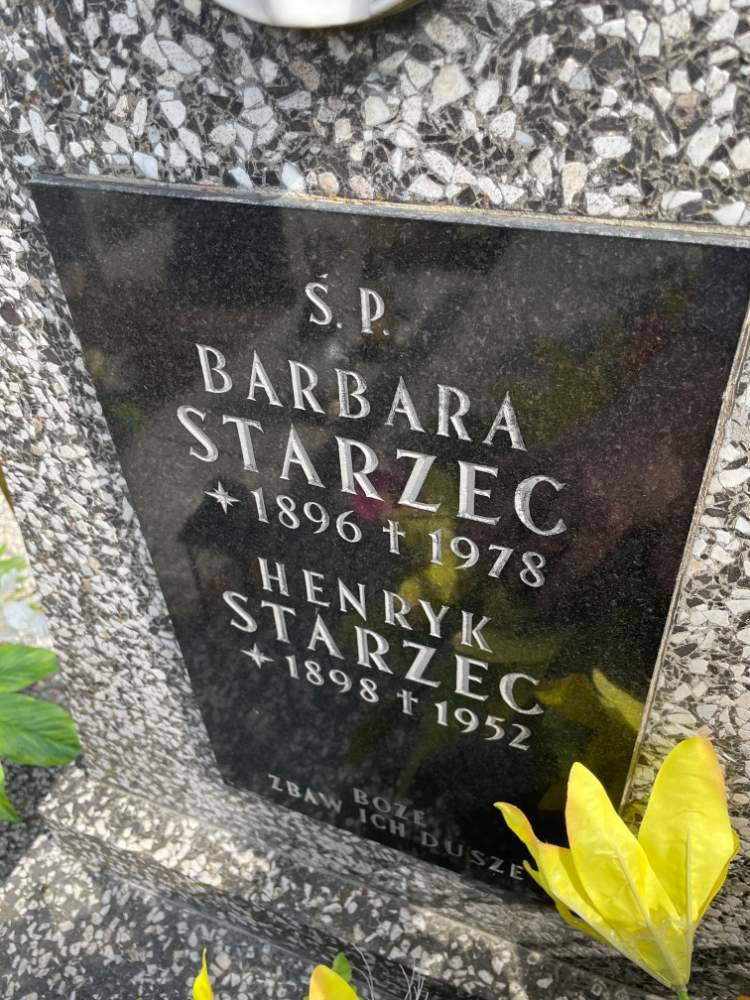 Ś. P.
BARBARA
STARZEC
* 1896 † 1978
HENRYK
STARZEC
* 1898 † 1952
BOŻE
ZBAW ICH DUSZE